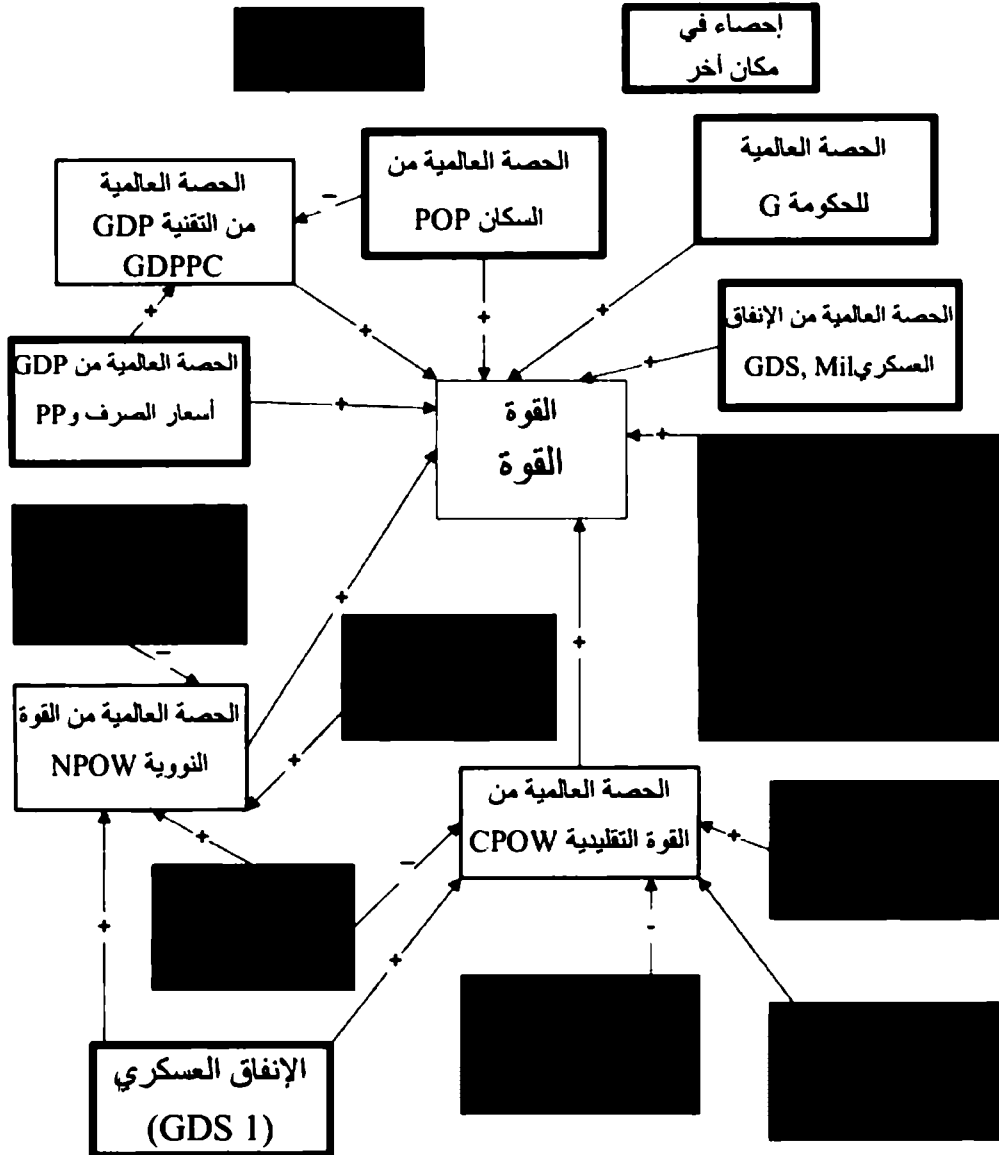 إحصاء في
مكان أخر
الحصة العالمية
للحكومة G
الحصة العالمية من
السكان POP
الحصة العالمية
من التقنية GDP
GDPPC
الحصة العالمية من الإنفاق
العسكري GDS, Mil
الحصة العالمية من GDP
أسعار الصرف وPP
القوة
القوة
الحصة العالمية من القوة
النووية NPOW
الحصة العالمية من
القوة التقليدية CPOW
الإنفاق العسكري
(GDS 1)